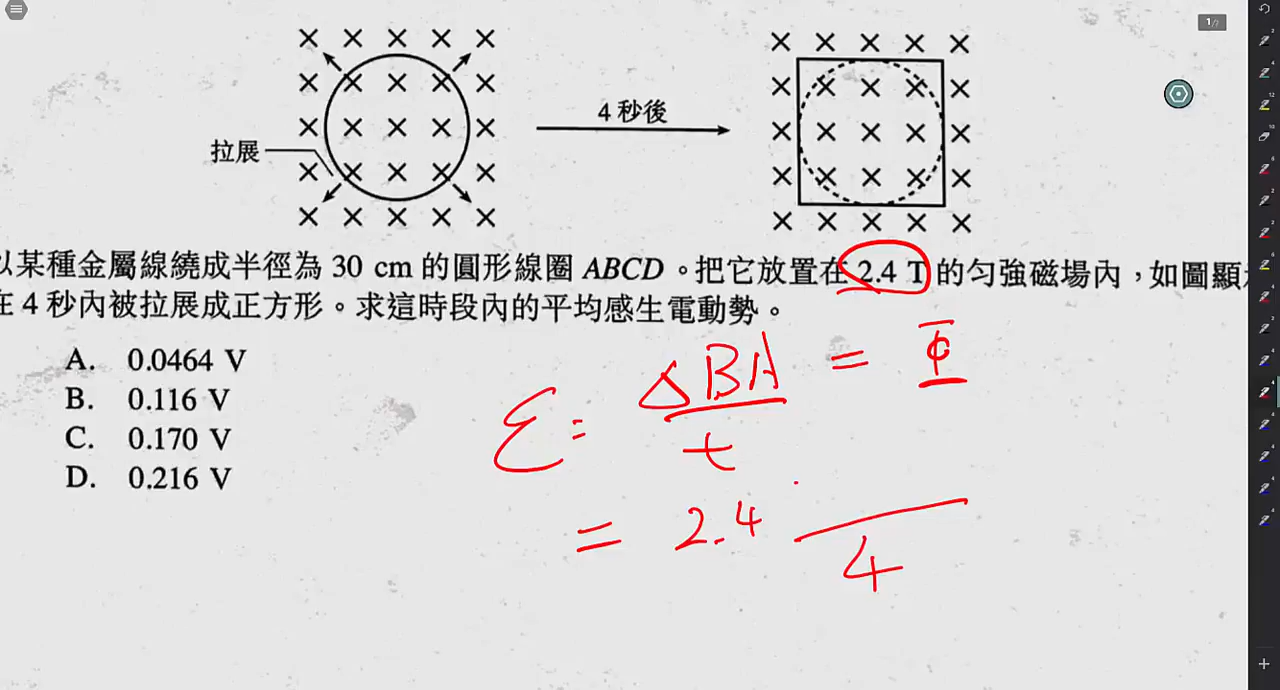 1/?
4 秒後
拉展
以某種金屬線繞成半徑為 30 cm 的圓形線圈 ABCD。把它放置在 2.4 T 的勻強磁場內，如圖顯
在 4 秒內被拉展成正方形。求這時段內的平均感生電動勢。
A. 0.0464 V
B. 0.116 V
C. 0.170 V
D. 0.216 V
ε = ΔBA / t = Φ
= 2.4 / 4